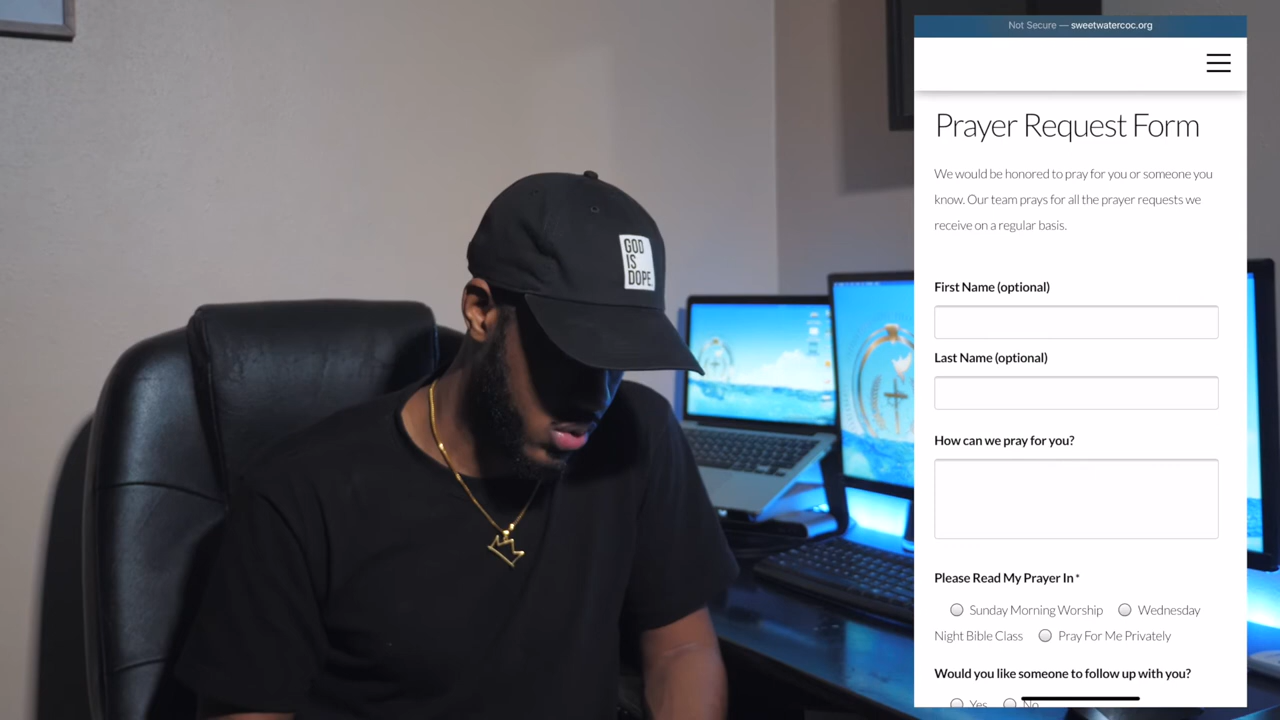 GOD
IS
DOPE.
Not Secure — sweetwatercoc.org
Prayer Request Form
We would be honored to pray for you or someone you
know. Our team prays for all the prayer requests we
receive on a regular basis.
First Name (optional)
Last Name (optional)
How can we pray for you?
Please Read My Prayer In *
Sunday Morning Worship Wednesday
Night Bible Class Pray For Me Privately
Would you like someone to follow up with you?
Yes No